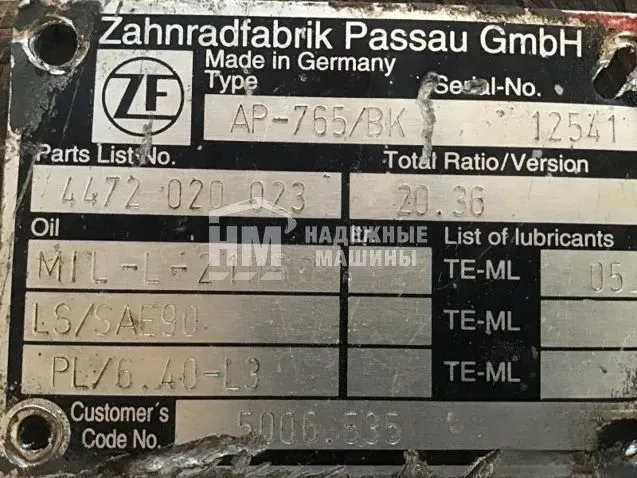 Zahnradfabrik Passau GmbH
ZF
Made in Germany
Type Serial-No.
AP-765/BK 12541
Parts List-No. Total Ratio/Version
4472 020 023 20.36
Oil ltr. List of lubricants
НМ НАДЕЖНЫЕ МАШИНЫ
TE-ML 05
LS/SAE90 TE-ML
PL/6.40-L3 TE-ML
Customer´s
Code No. 5006.535